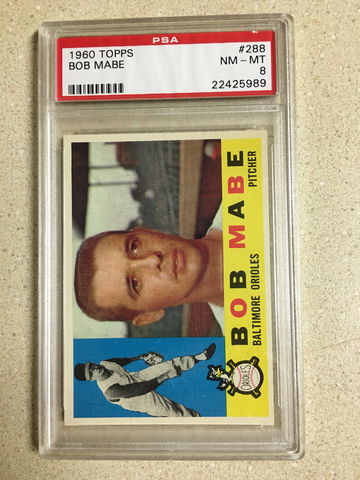 PSA
1960 TOPPS #288
BOB MABE NM - MT
8
22425989
BOB MABE
BALTIMORE ORIOLES PITCHER
ORIOLES